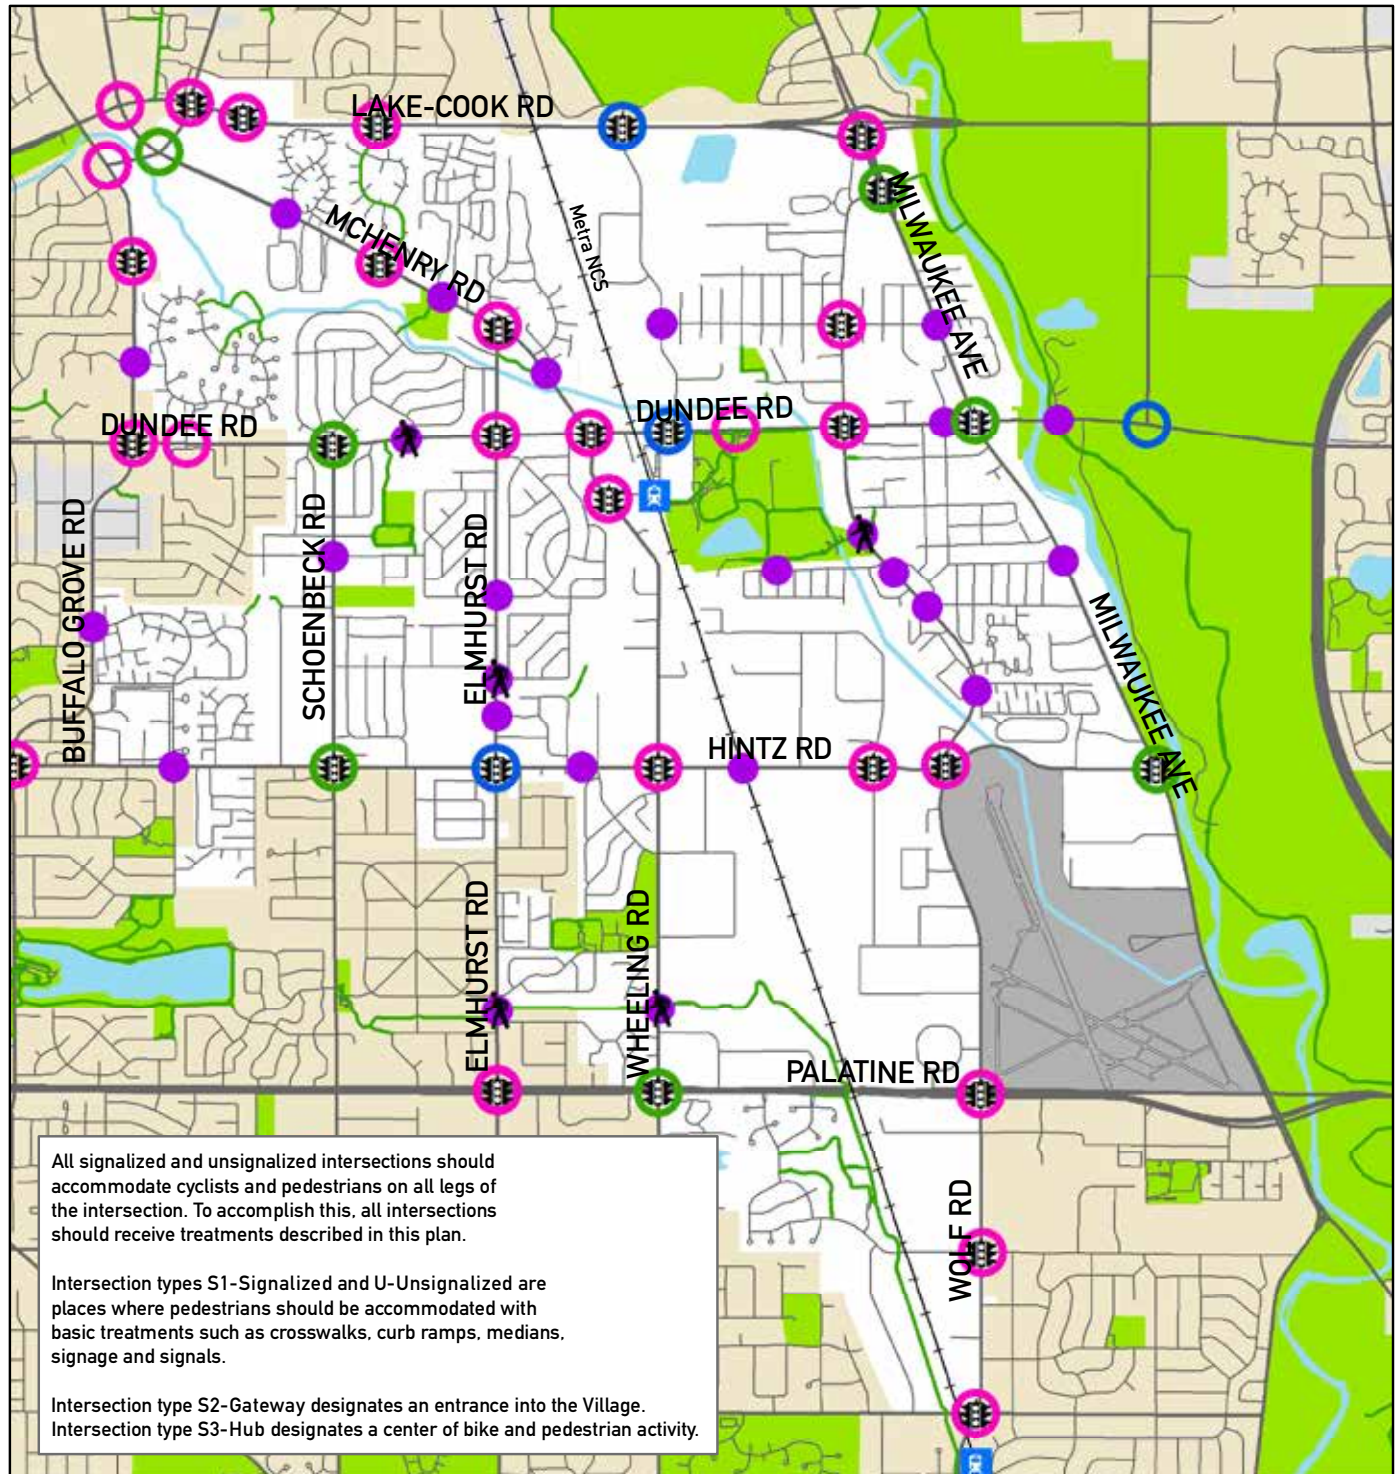 LAKE-COOK RD
MCHENRY RD
Metra NCS
MILWAUKEE AVE
DUNDEE RD
DUNDEE RD
BUFFALO GROVE RD
SCHOENBECK RD
ELMHURST RD
MILWAUKEE AVE
HINTZ RD
ELMHURST RD
WHEELING RD
PALATINE RD
WOLF RD
All signalized and unsignalized intersections should
accommodate cyclists and pedestrians on all legs of
the intersection. To accomplish this, all intersections
should receive treatments described in this plan.
Intersection types S1-Signalized and U-Unsignalized are
places where pedestrians should be accommodated with
basic treatments such as crosswalks, curb ramps, medians,
signage and signals.
Intersection type S2-Gateway designates an entrance into the Village.
Intersection type S3-Hub designates a center of bike and pedestrian activity.